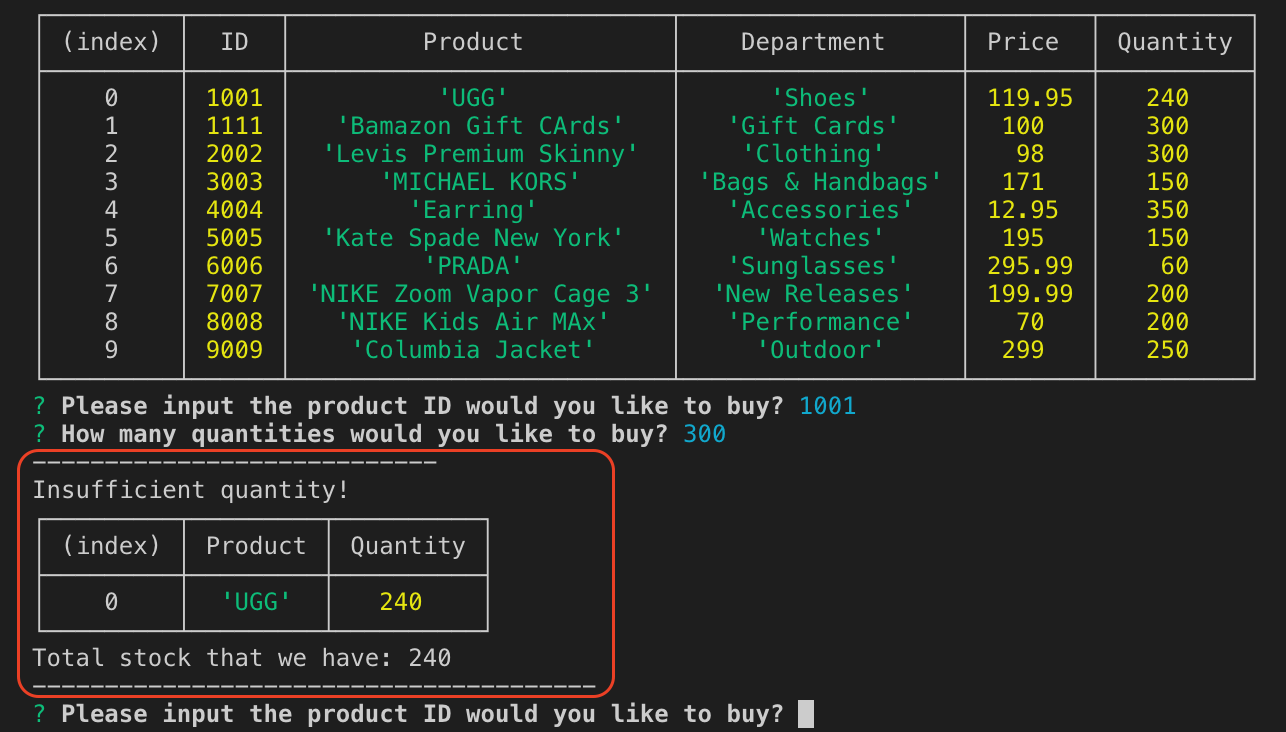 (index) ID Product Department Price Quantity
0 1001 'UGG' 'Shoes' 119.95 240
1 1111 'Bamazon Gift CArds' 'Gift Cards' 100 300
2 2002 'Levis Premium Skinny' 'Clothing' 98 300
3 3003 'MICHAEL KORS' 'Bags & Handbags' 171 150
4 4004 'Earring' 'Accessories' 12.95 350
5 5005 'Kate Spade New York' 'Watches' 195 150
6 6006 'PRADA' 'Sunglasses' 295.99 60
7 7007 'NIKE Zoom Vapor Cage 3' 'New Releases' 199.99 200
8 8008 'NIKE Kids Air MAx' 'Performance' 70 200
9 9009 'Columbia Jacket' 'Outdoor' 299 250
? Please input the product ID would you like to buy? 1001
? How many quantities would you like to buy? 300
----------------------------
Insufficient quantity!
(index) Product Quantity
0 'UGG' 240
Total stock that we have: 240
---------------------------------------
? Please input the product ID would you like to buy?